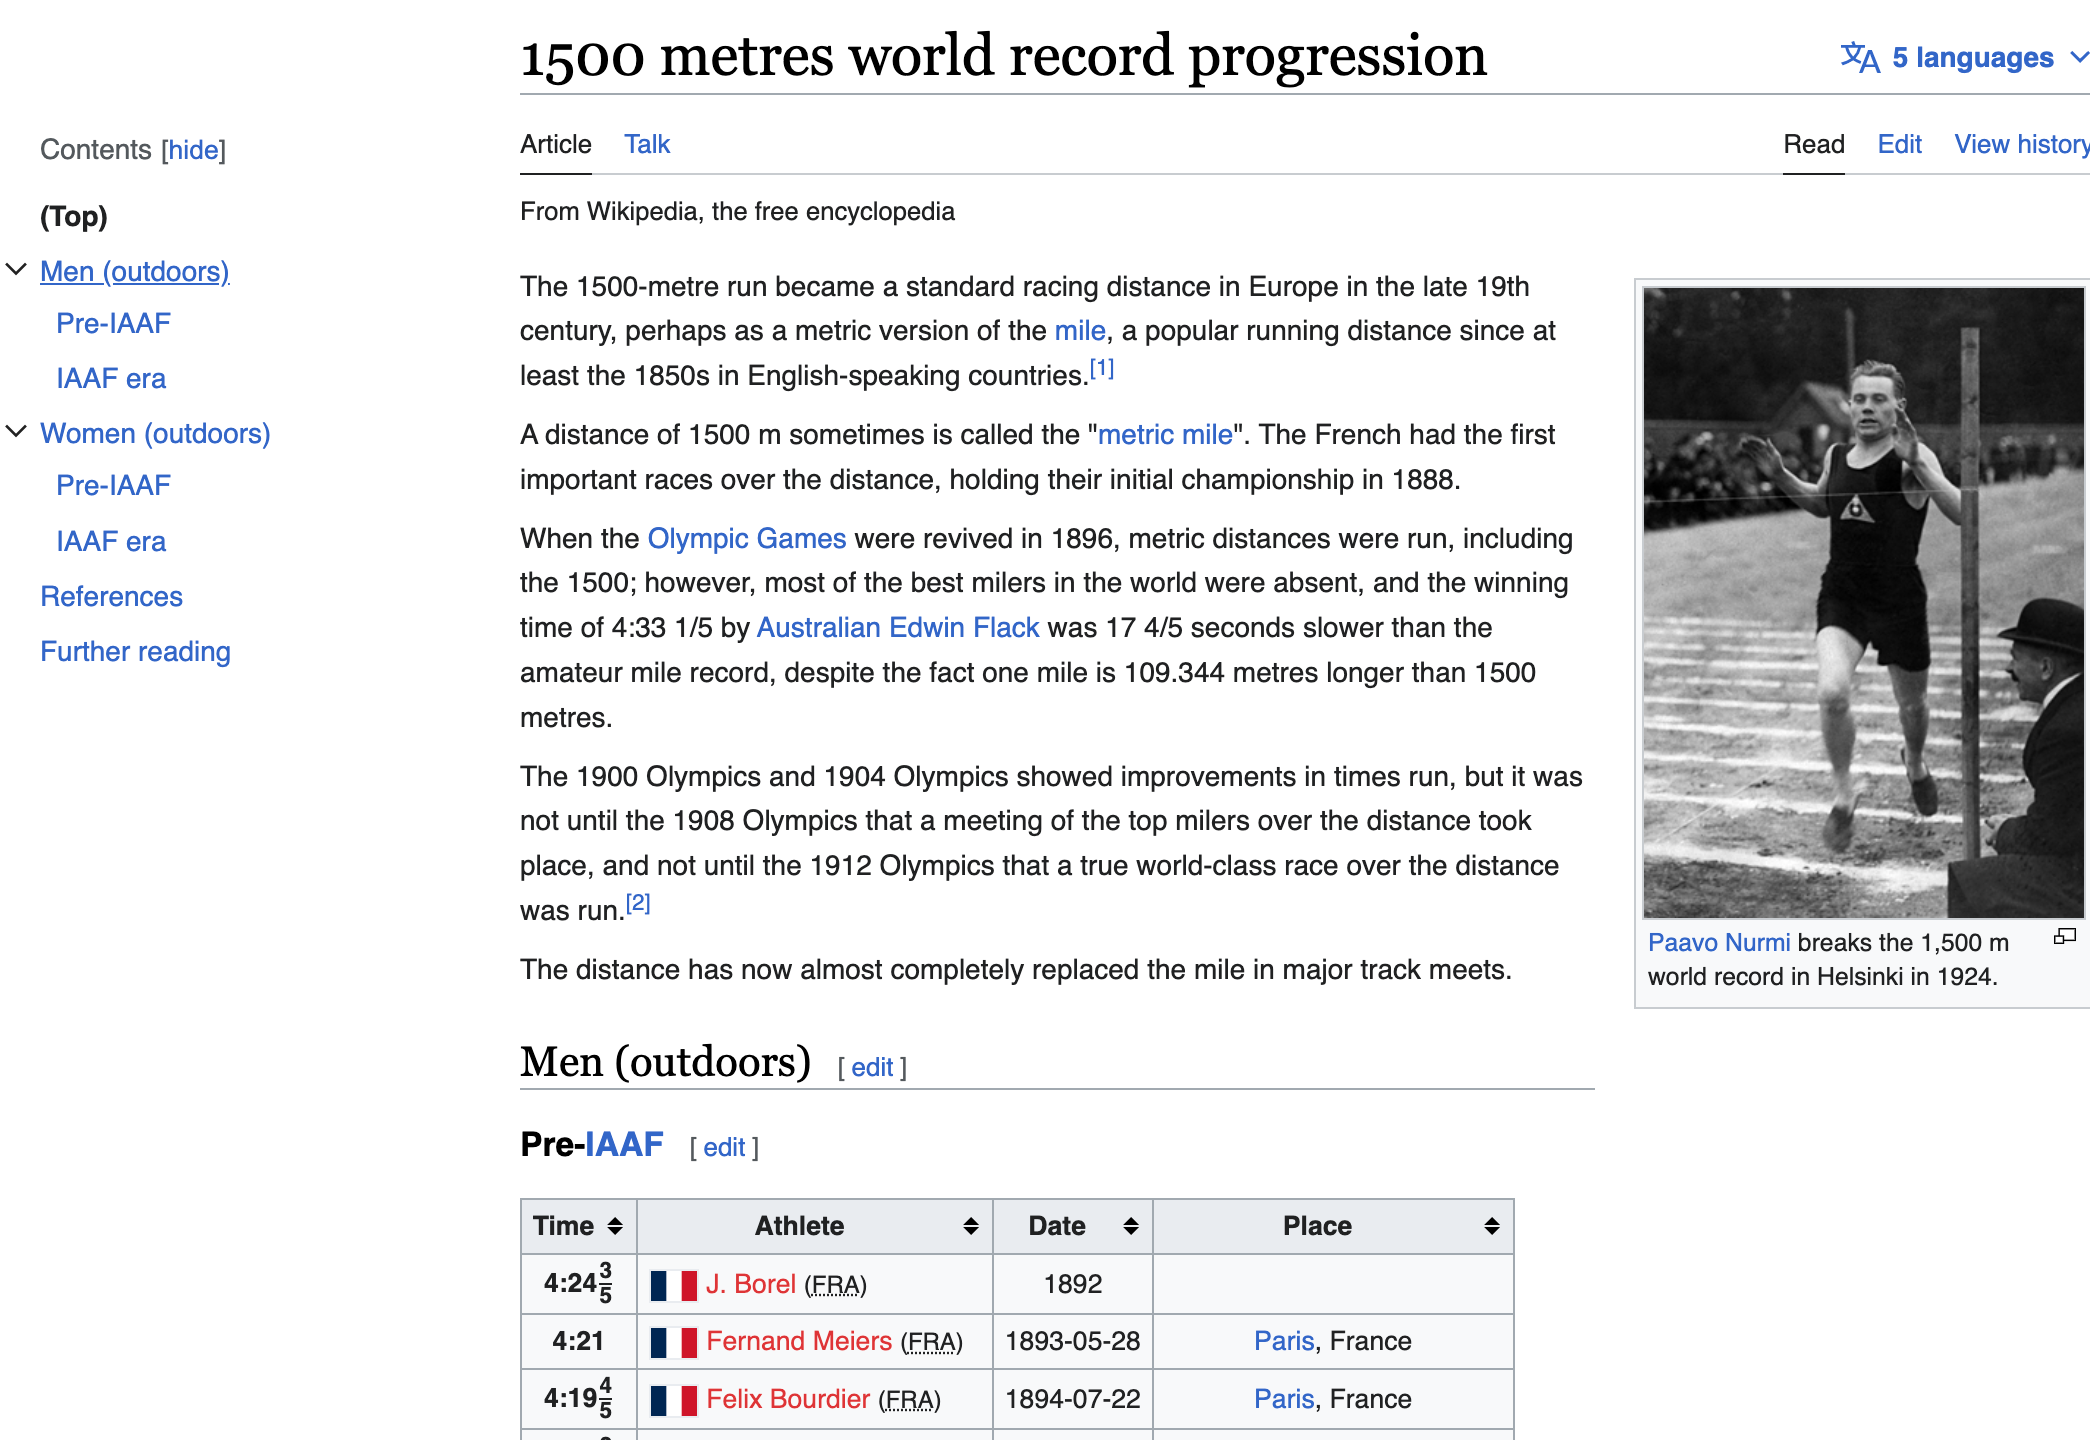 1500 metres world record progression
5 languages
Contents [hide]
(Top)
Men (outdoors)
Pre-IAAF
IAAF era
Women (outdoors)
Pre-IAAF
IAAF era
References
Further reading
Article Talk
Read Edit View history
From Wikipedia, the free encyclopedia
The 1500-metre run became a standard racing distance in Europe in the late 19th
century, perhaps as a metric version of the mile, a popular running distance since at
least the 1850s in English-speaking countries.[1]
A distance of 1500 m sometimes is called the "metric mile". The French had the first
important races over the distance, holding their initial championship in 1888.
When the Olympic Games were revived in 1896, metric distances were run, including
the 1500; however, most of the best milers in the world were absent, and the winning
time of 4:33 1/5 by Australian Edwin Flack was 17 4/5 seconds slower than the
amateur mile record, despite the fact one mile is 109.344 metres longer than 1500
metres.
The 1900 Olympics and 1904 Olympics showed improvements in times run, but it was
not until the 1908 Olympics that a meeting of the top milers over the distance took
place, and not until the 1912 Olympics that a true world-class race over the distance
was run.[2]
The distance has now almost completely replaced the mile in major track meets.
Paavo Nurmi breaks the 1,500 m
world record in Helsinki in 1924.
Men (outdoors) [ edit ]
Pre-IAAF [ edit ]
Time Athlete Date Place
4:24 3/5 J. Borel (FRA) 1892
4:21 Fernand Meiers (FRA) 1893-05-28 Paris, France
4:19 4/5 Felix Bourdier (FRA) 1894-07-22 Paris, France